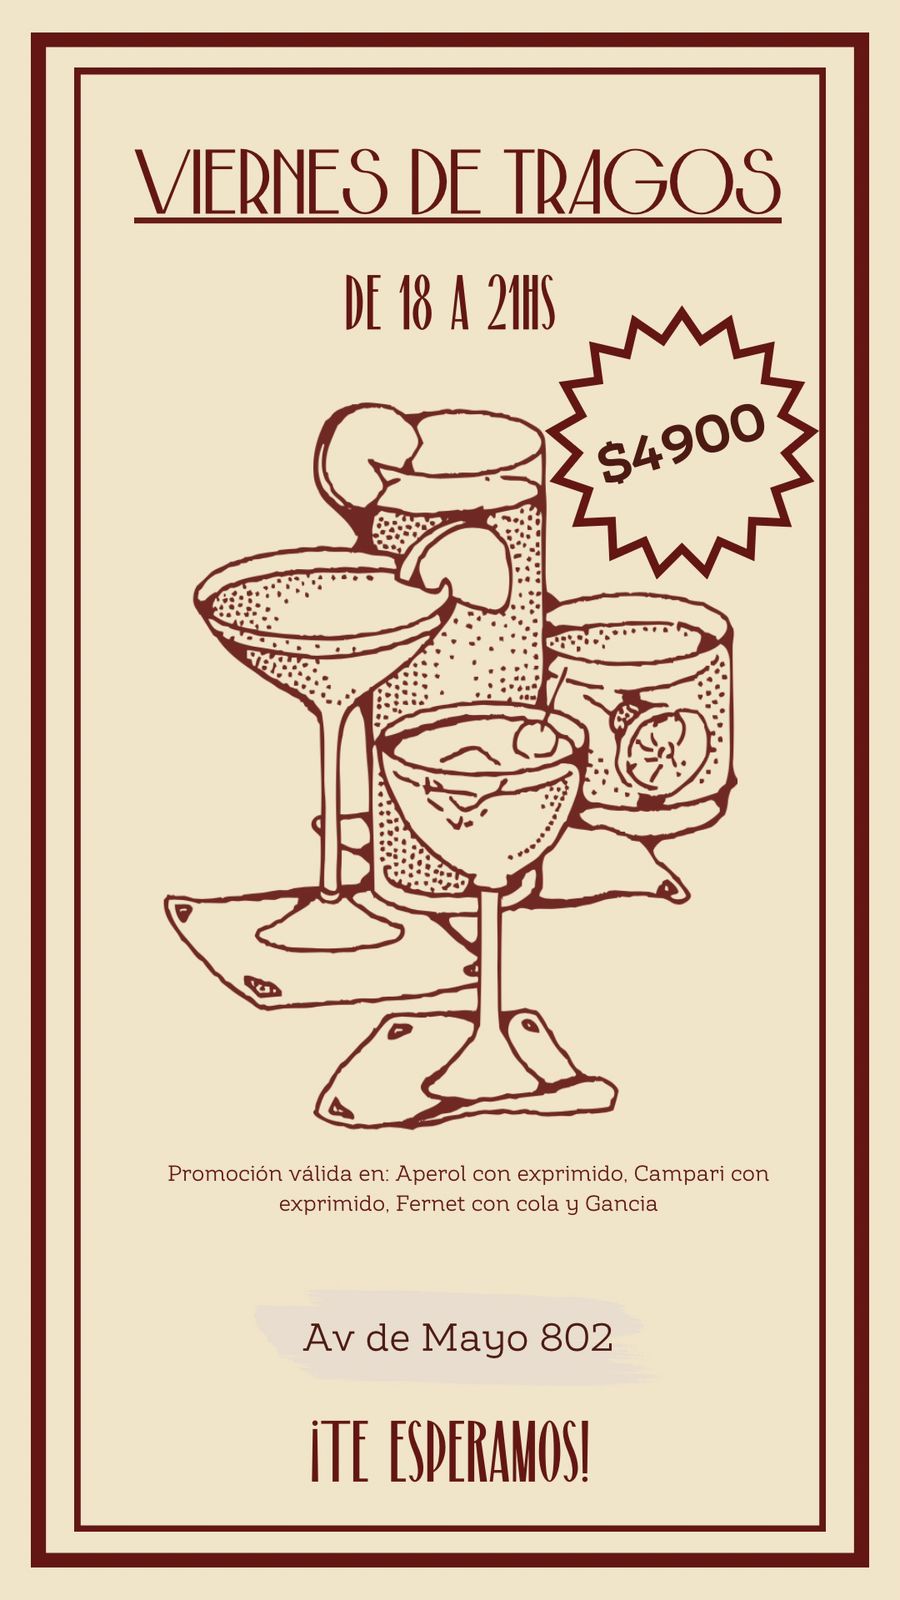 VIERNES DE TRAGOS
DE 18 A 21HS
$4900
Promoción válida en: Aperol con exprimido, Campari con
exprimido, Fernet con cola y Gancia
Av de Mayo 802
¡TE ESPERAMOS!